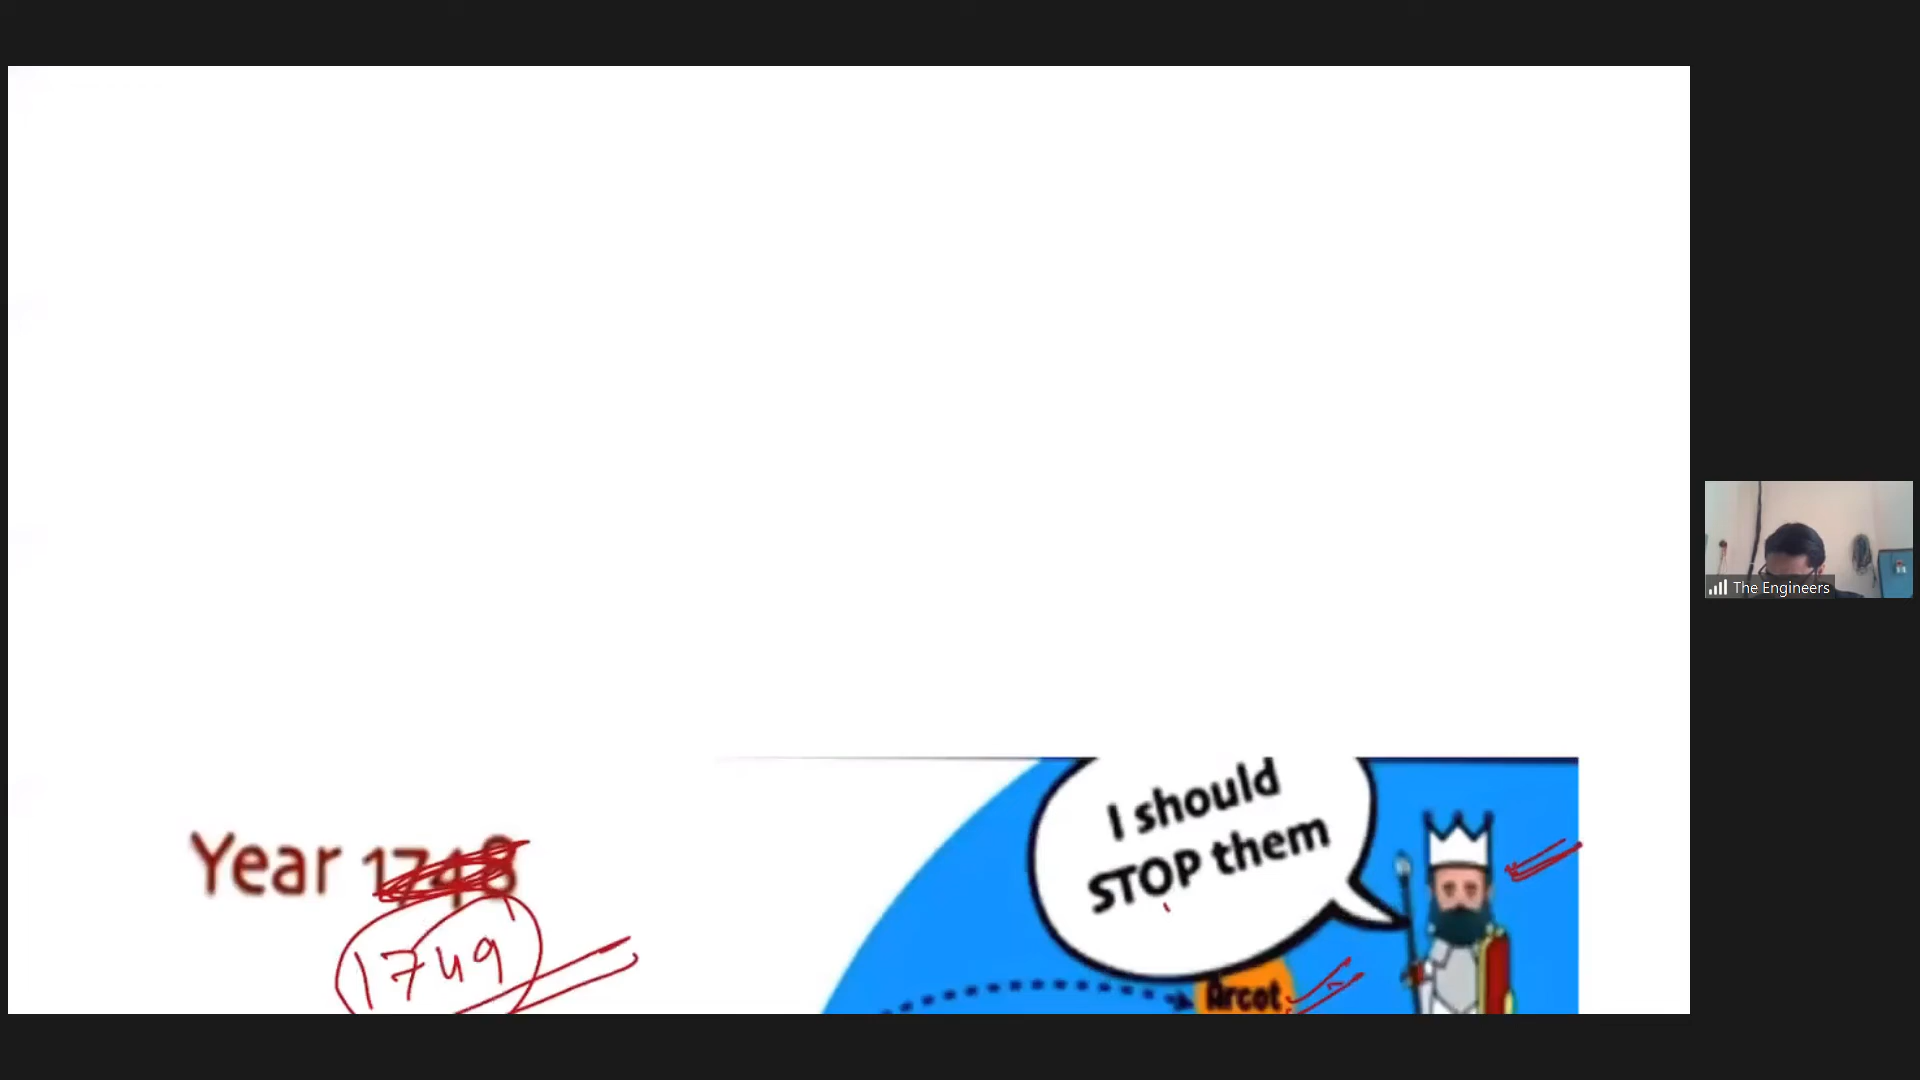 I should
STOP them
Year 1748
1749
Arcot
The Engineers